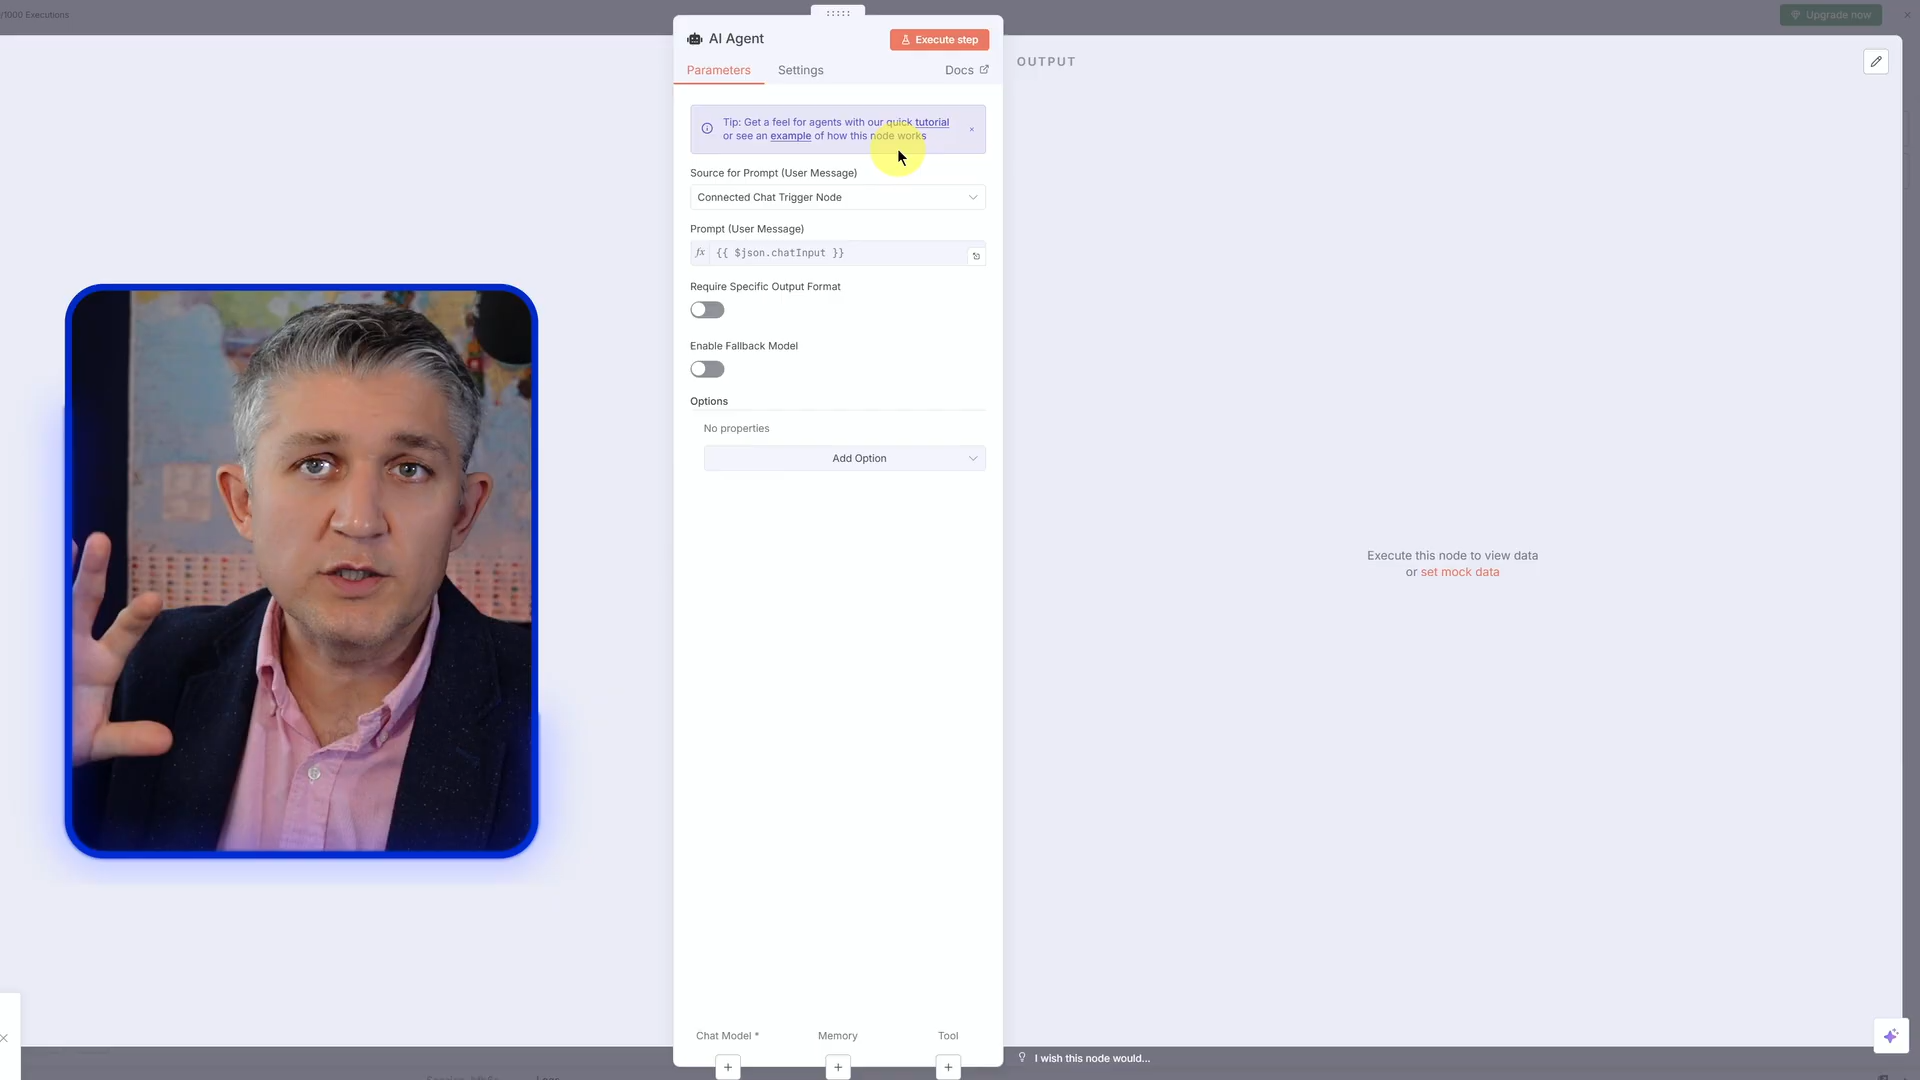 /1000 Executions
Upgrade now
AI Agent
Execute step
Parameters
Settings
Docs
OUTPUT
Tip: Get a feel for agents with our quick tutorial
or see an example of how this node works
Source for Prompt (User Message)
Connected Chat Trigger Node
Prompt (User Message)
fx {{ $json.chatInput }}
Require Specific Output Format
Enable Fallback Model
Options
No properties
Add Option
Execute this node to view data
or set mock data
Chat Model *
Memory
Tool
I wish this node would...